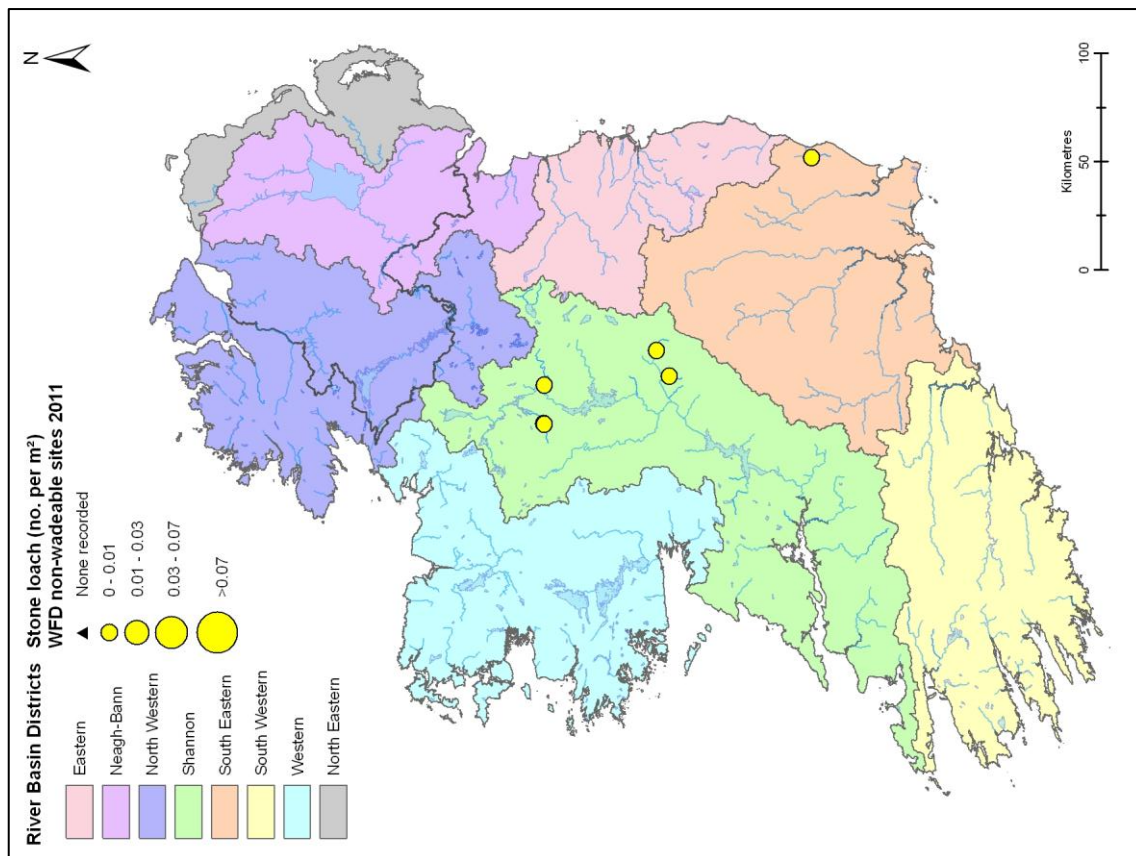 River Basin Districts
Eastern
Neagh-Bann
North Western
Shannon
South Eastern
South Western
Western
North Eastern
Stone loach (no. per m²)
WFD non-wadeable sites 2011
None recorded
0 - 0.01
0.01 - 0.03
0.03 - 0.07
>0.07
N
0 50 100
Kilometres